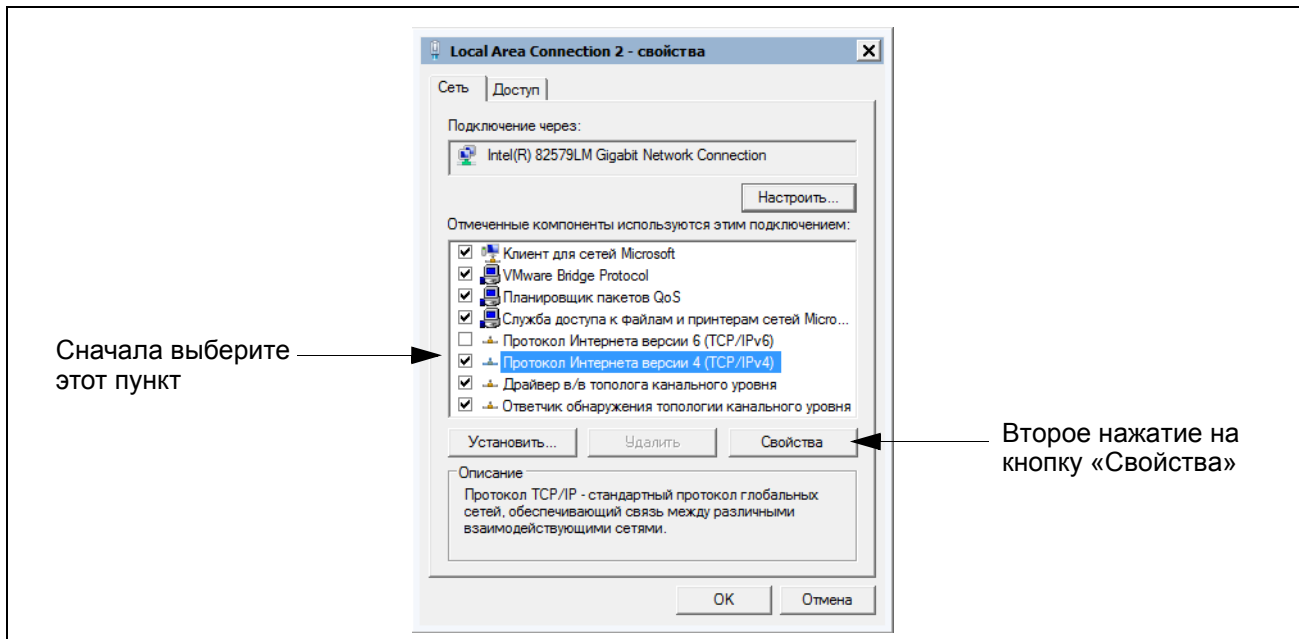 Local Area Connection 2 - свойства
Сеть
Доступ
Подключение через:
Intel(R) 82579LM Gigabit Network Connection
Настроить...
Отмеченные компоненты используются этим подключением:
Клиент для сетей Microsoft
VMware Bridge Protocol
Планировщик пакетов QoS
Служба доступа к файлам и принтерам сетей Micro...
Протокол Интернета версии 6 (TCP/IPv6)
Протокол Интернета версии 4 (TCP/IPv4)
Драйвер в/в тополога канального уровня
Ответчик обнаружения топологии канального уровня
Сначала выберите
этот пункт
Установить...
Удалить
Свойства
Второе нажатие на
кнопку «Свойства»
Описание
Протокол TCP/IP - стандартный протокол глобальных
сетей, обеспечивающий связь между различными
взаимодействующими сетями.
OK
Отмена